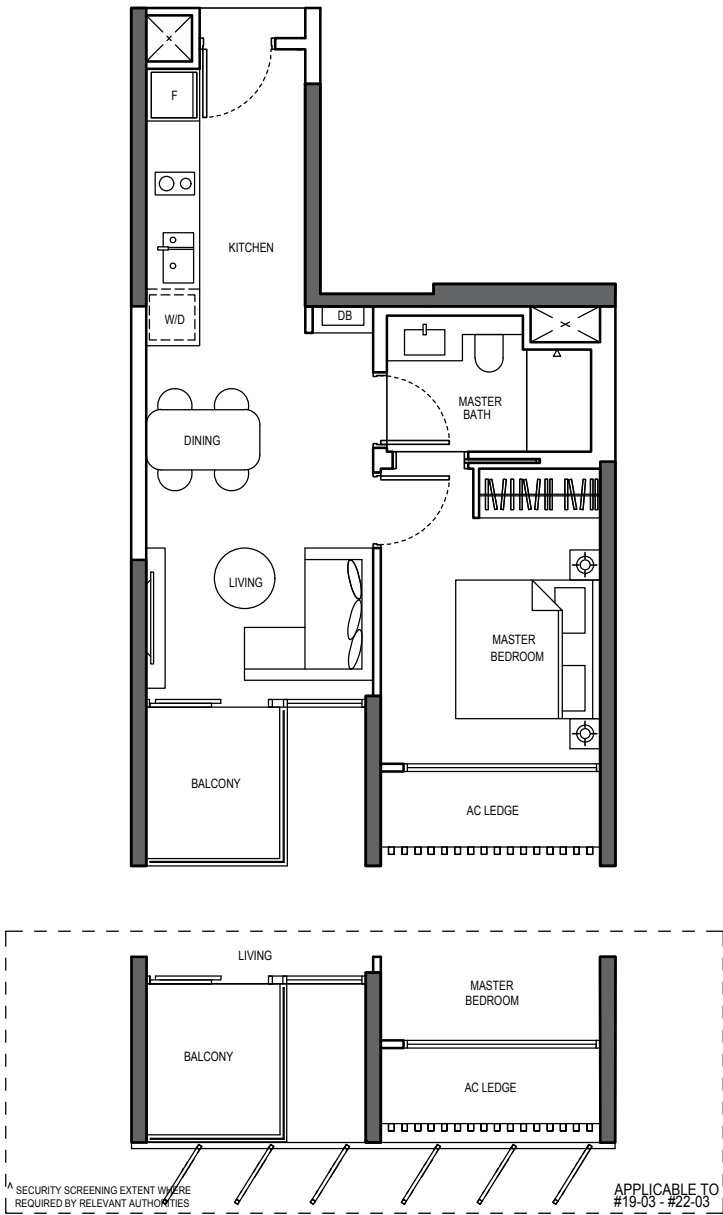 F
KITCHEN
W/D
DB
MASTER
BATH
DINING
LIVING
MASTER
BEDROOM
BALCONY
AC LEDGE
LIVING
MASTER
BEDROOM
BALCONY
AC LEDGE
^ SECURITY SCREENING EXTENT WHERE
REQUIRED BY RELEVANT AUTHORITIES
APPLICABLE TO
#19-03 - #22-03